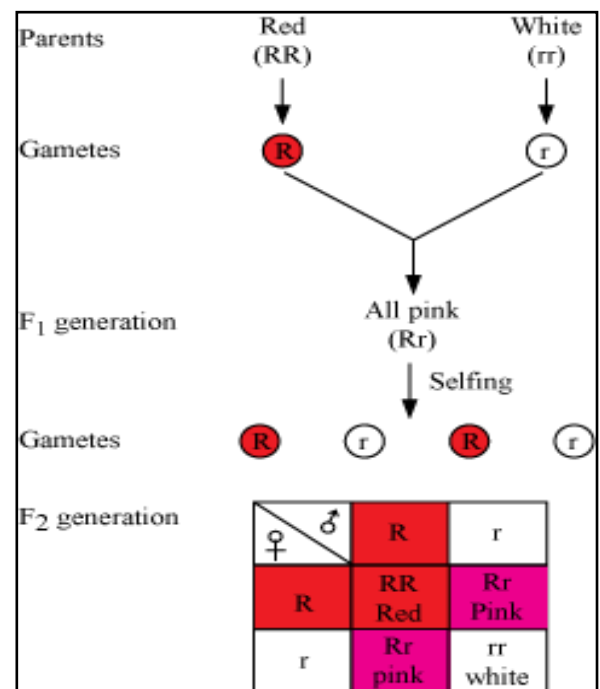 Parents Red White
(RR) (rr)
Gametes R r
F1 generation All pink
(Rr)
Selfing
Gametes R r R r
F2 generation
♀ ♂ R r
R RR Rr
Red Pink
r Rr rr
pink white